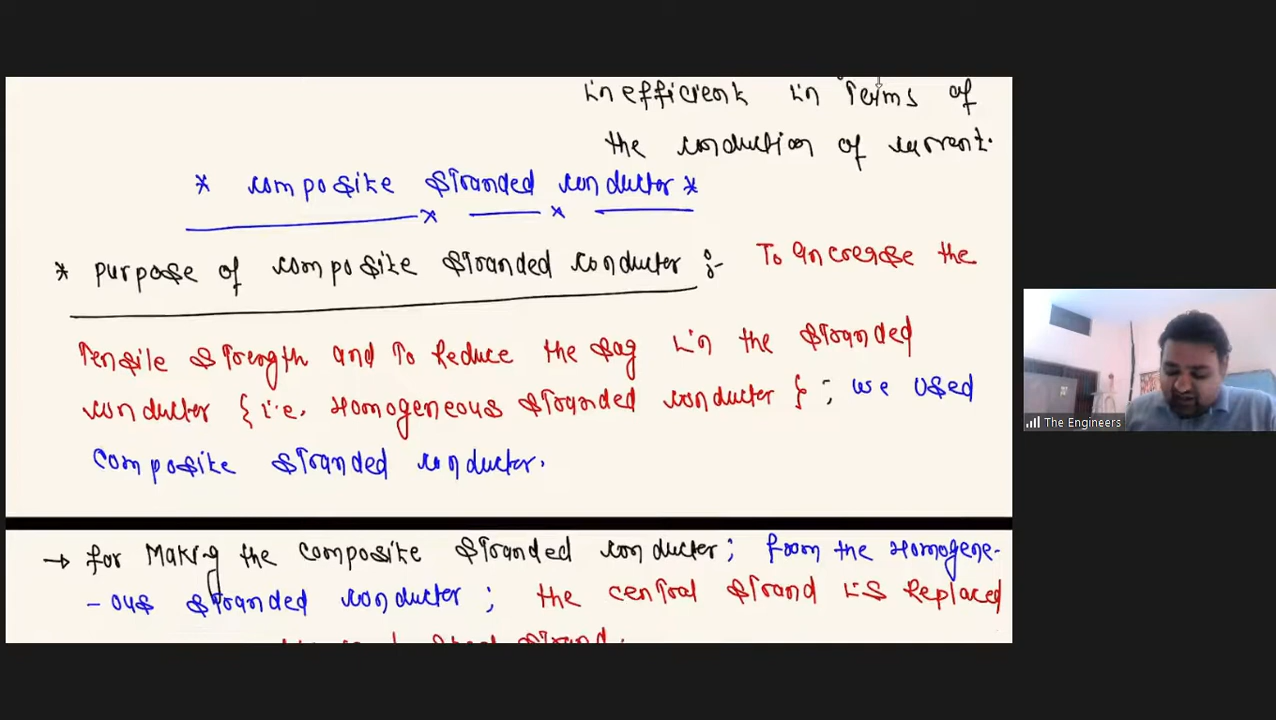 inefficient in Terms of
the conduction of current.
* composite stranded conductor *
* purpose of composite stranded conductor :- To increase the
Tensile strength and To Reduce the sag in the stranded
conductor { i.e. Homogeneous stranded conductor } ; we used
composite stranded conductor.
→ for Making the composite stranded conductor ; from the Homogene-
-ous stranded conductor ; the central strand is Replaced
steel strand.
The Engineers